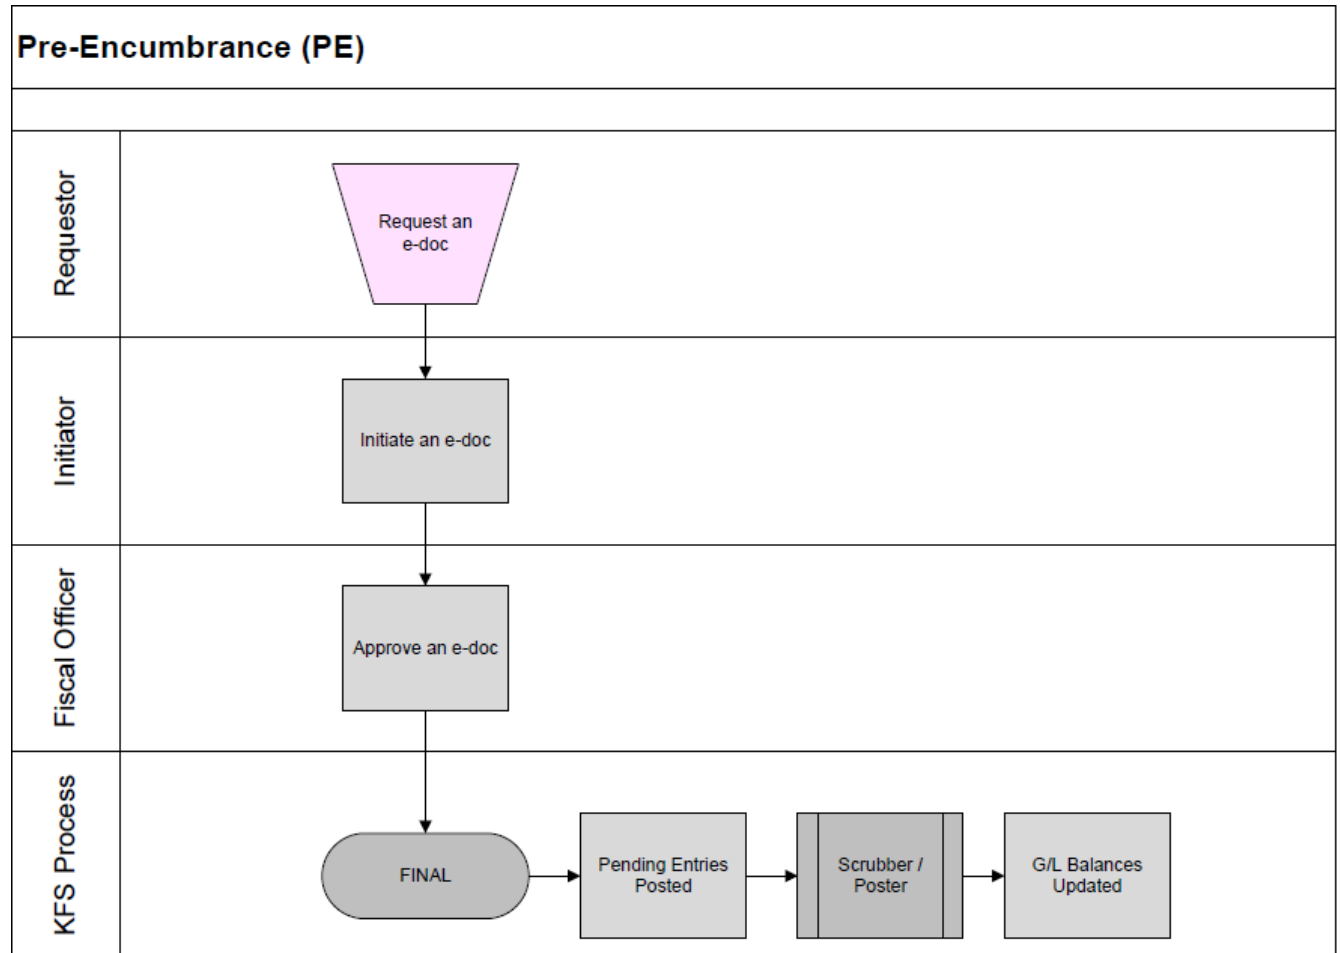 Pre-Encumbrance (PE)
Requestor
Request an
e-doc
Initiator
Initiate an e-doc
Fiscal Officer
Approve an e-doc
KFS Process
FINAL
Pending Entries
Posted
Scrubber /
Poster
G/L Balances
Updated